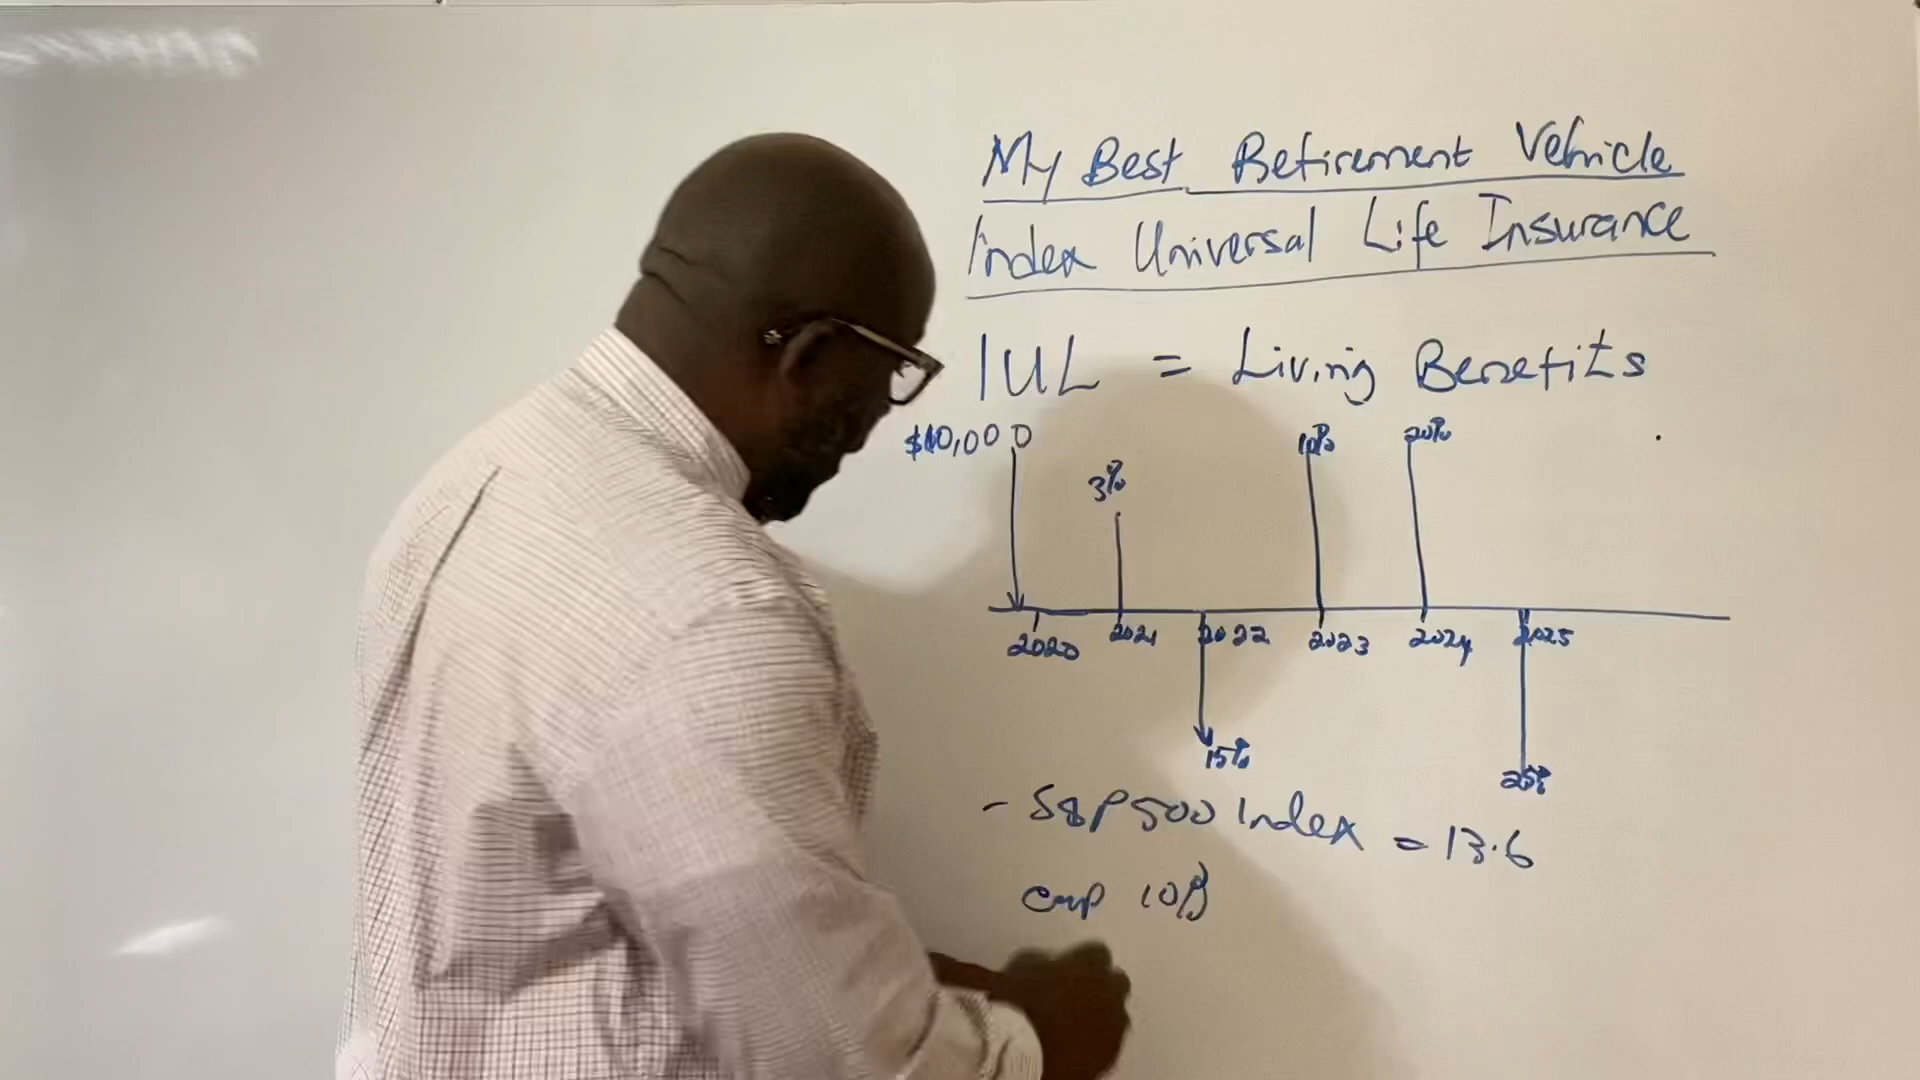 My Best Retirement Vehicle
Index Universal Life Insurance
IUL = Living Benefits
$10,000
3%
10%
20%
2020 2021 2022 2023 2024 2025
15%
25%
- S&P 500 Index = 13.6
Cap 10%